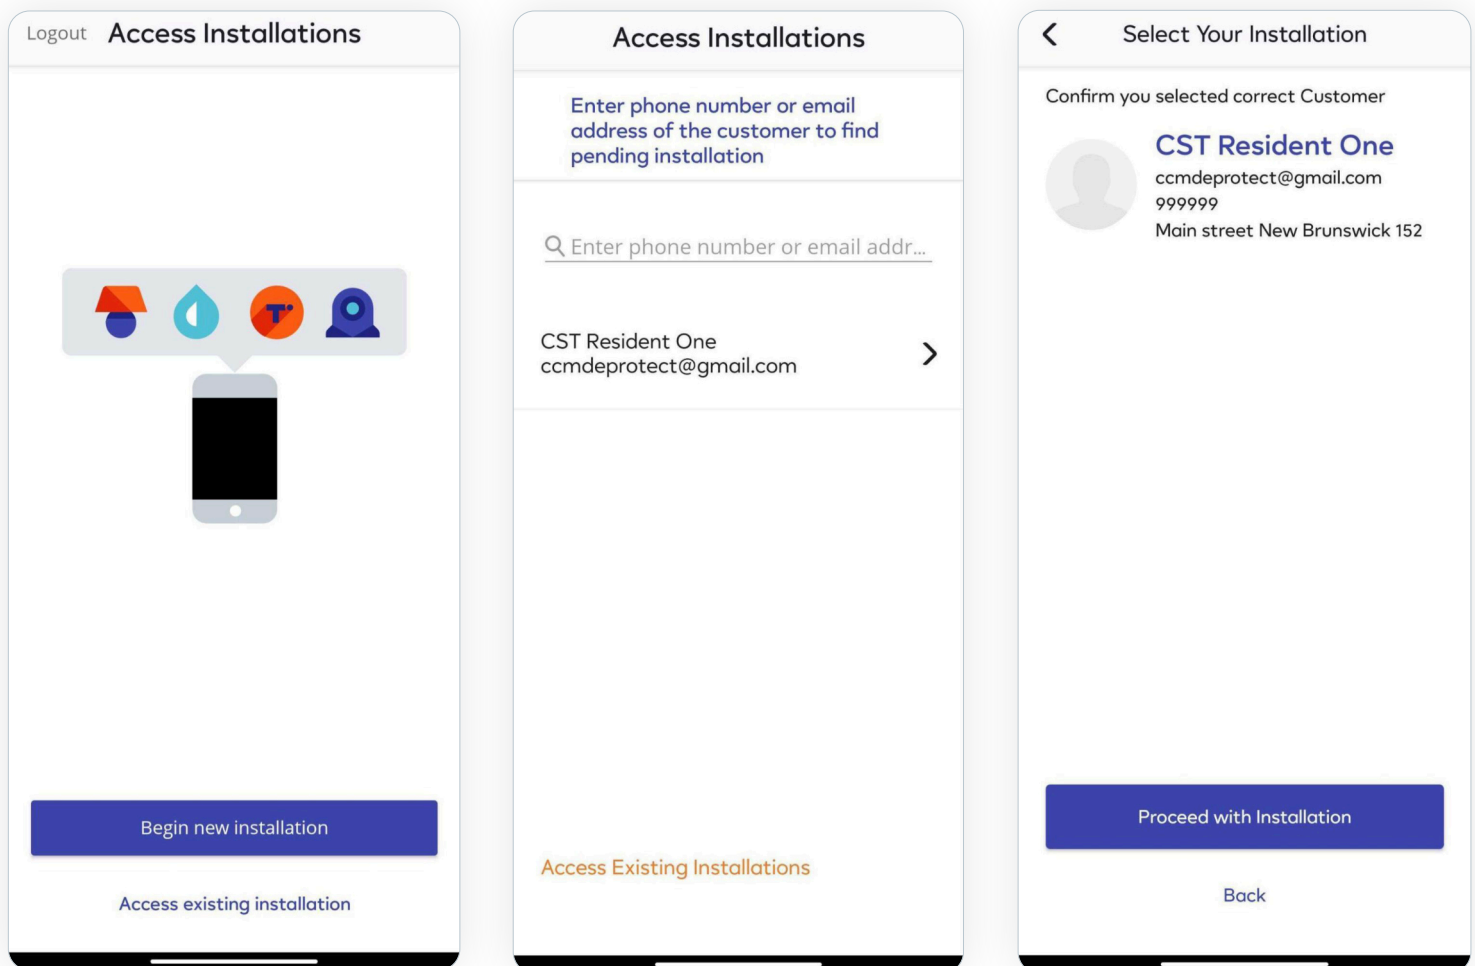 Logout Access Installations
Begin new installation
Access existing installation
Access Installations
Enter phone number or email
address of the customer to find
pending installation
Enter phone number or email addr...
CST Resident One
ccmdeprotect@gmail.com
Access Existing Installations
Select Your Installation
Confirm you selected correct Customer
CST Resident One
ccmdeprotect@gmail.com
999999
Main street New Brunswick 152
Proceed with Installation
Back